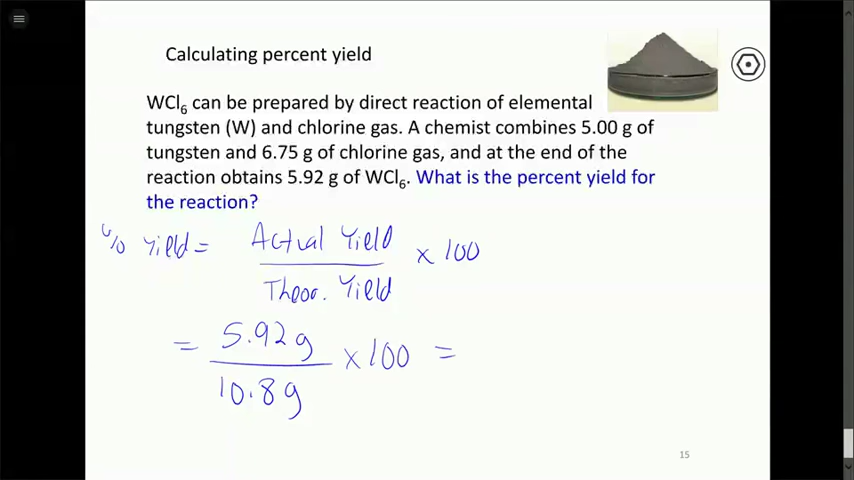 Calculating percent yield
WCl₆ can be prepared by direct reaction of elemental
tungsten (W) and chlorine gas. A chemist combines 5.00 g of
tungsten and 6.75 g of chlorine gas, and at the end of the
reaction obtains 5.92 g of WCl₆. What is the percent yield for
the reaction?
% Yield = Actual Yield / Theor. Yield × 100
= 5.92 g / 10.8 g × 100 =
15